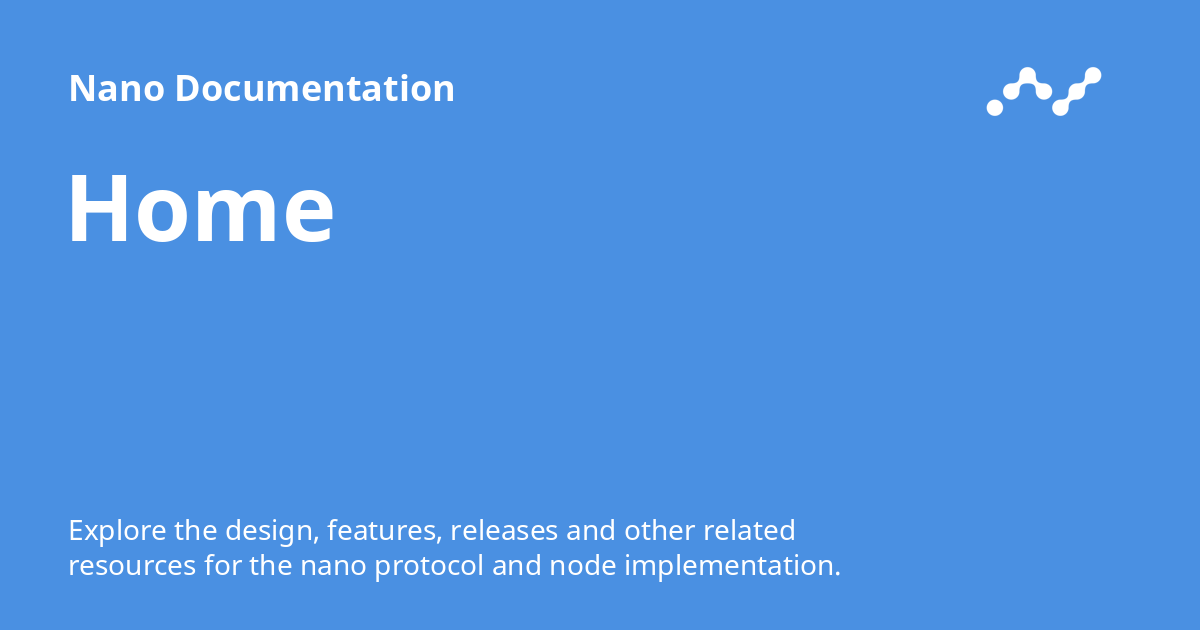 Nano Documentation
Home
Explore the design, features, releases and other related
resources for the nano protocol and node implementation.